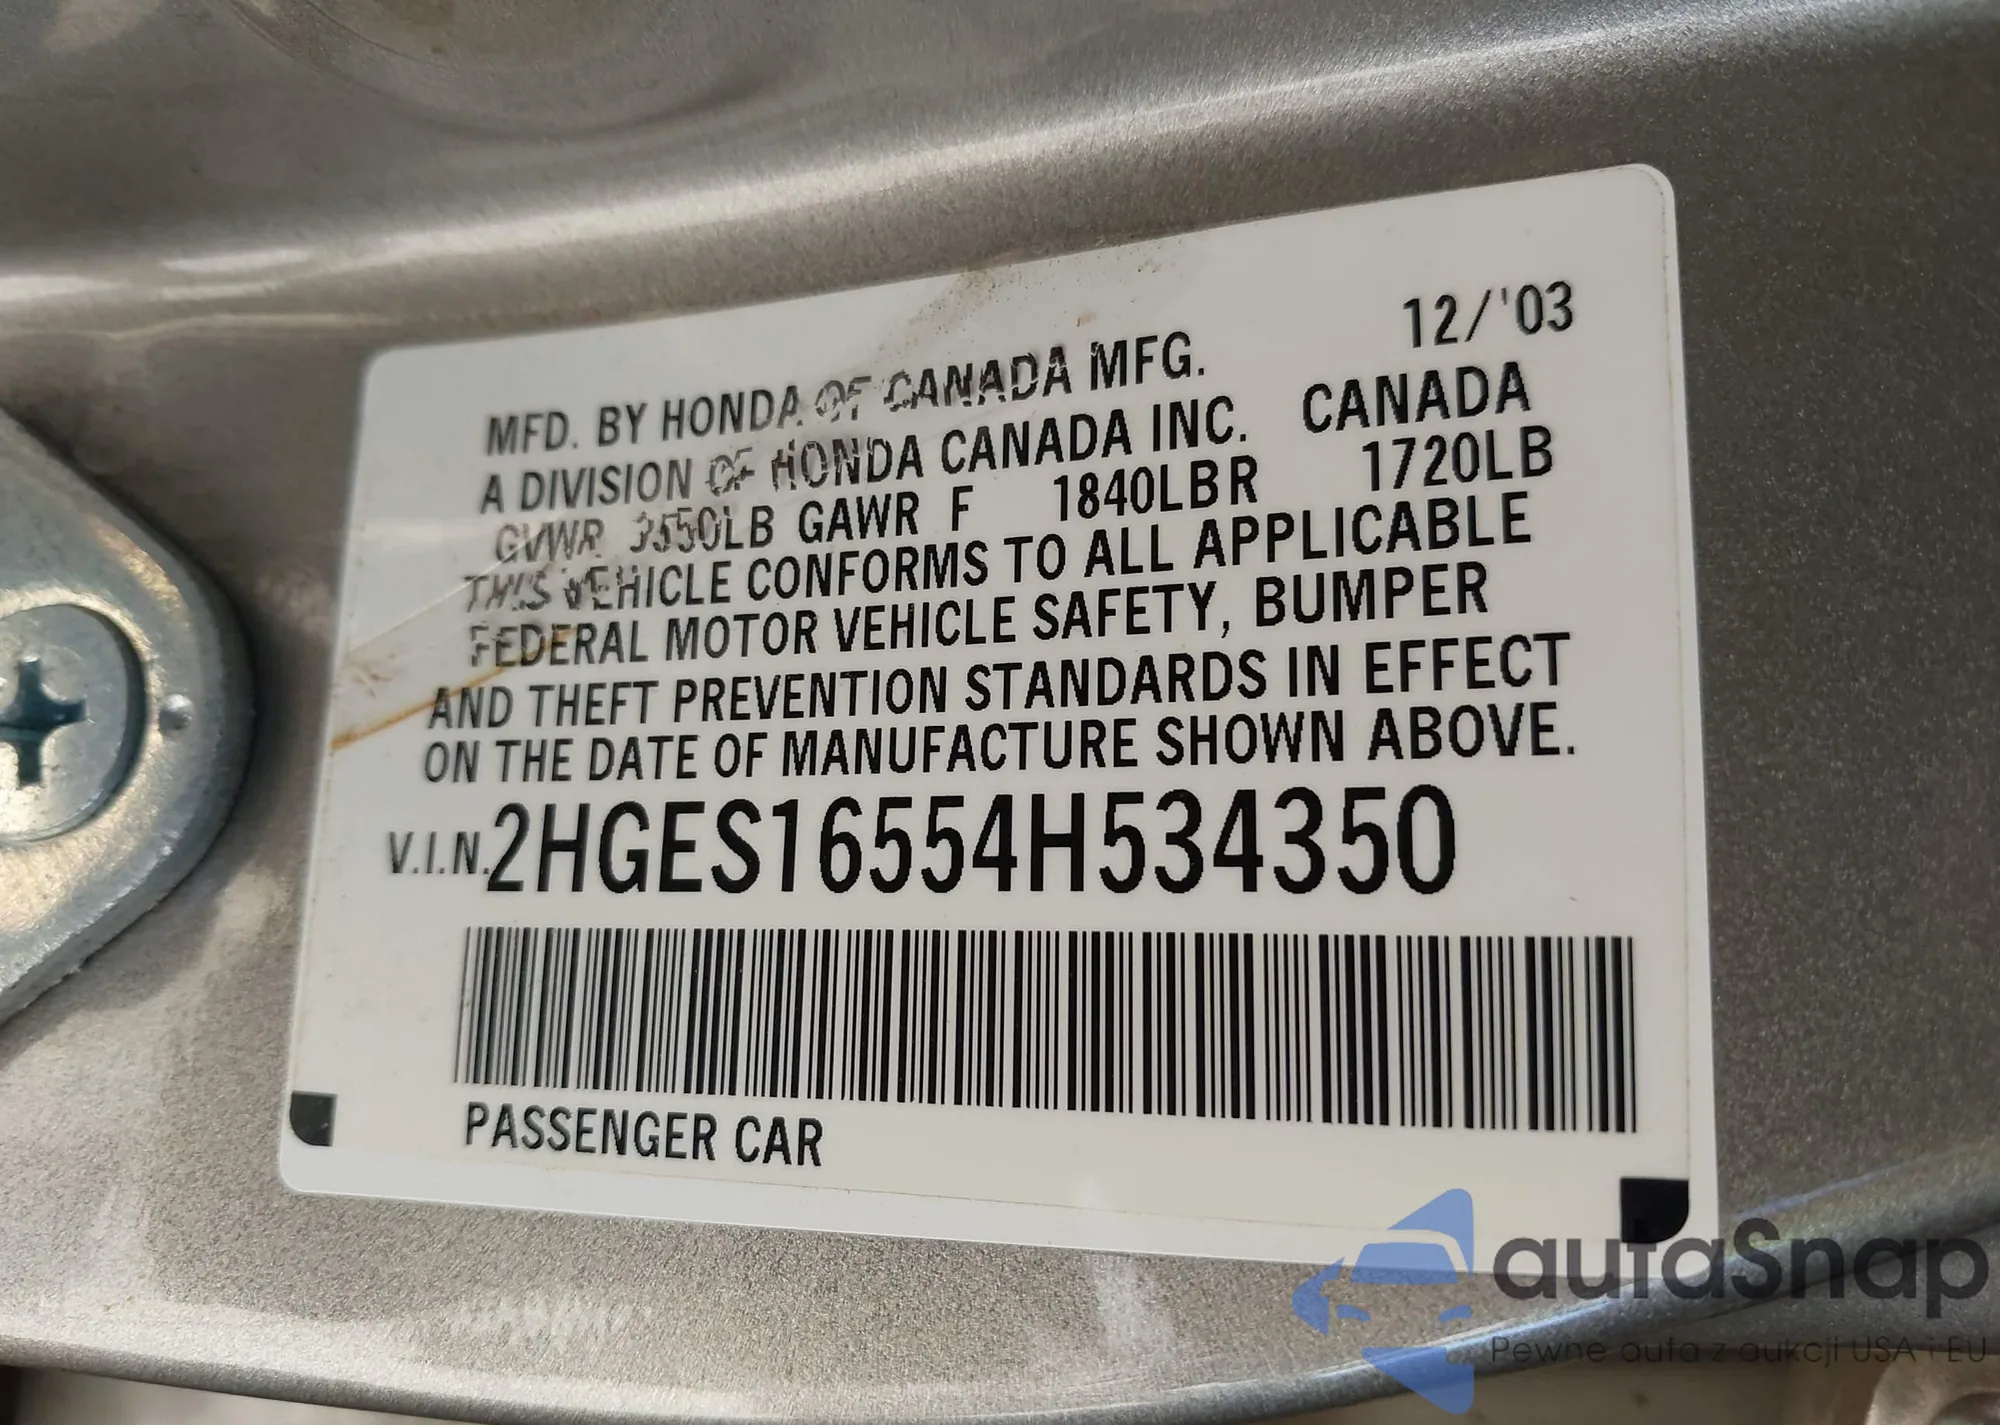 12/'03
MFD. BY HONDA OF CANADA MFG.
A DIVISION OF HONDA CANADA INC. CANADA
GVWR 3550LB GAWR F 1840LBR 1720LB
THIS VEHICLE CONFORMS TO ALL APPLICABLE
FEDERAL MOTOR VEHICLE SAFETY, BUMPER
AND THEFT PREVENTION STANDARDS IN EFFECT
ON THE DATE OF MANUFACTURE SHOWN ABOVE.
V.I.N.2HGES16554H534350
PASSENGER CAR
autaSnap
Pewne auta z aukcji USA i EU